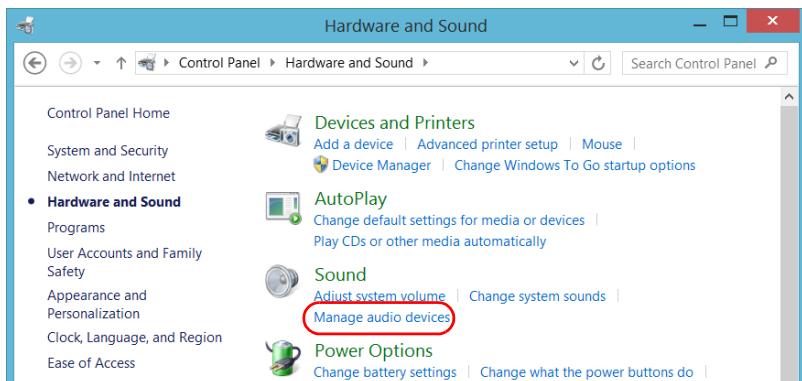 Hardware and Sound
Control Panel Hardware and Sound Search Control Panel
Control Panel Home
System and Security
Network and Internet
Hardware and Sound
Programs
User Accounts and Family
Safety
Appearance and
Personalization
Clock, Language, and Region
Ease of Access
Devices and Printers
Add a device Advanced printer setup Mouse
Device Manager Change Windows To Go startup options
AutoPlay
Change default settings for media or devices
Play CDs or other media automatically
Sound
Adjust system volume Change system sounds
Manage audio devices
Power Options
Change battery settings Change what the power buttons do